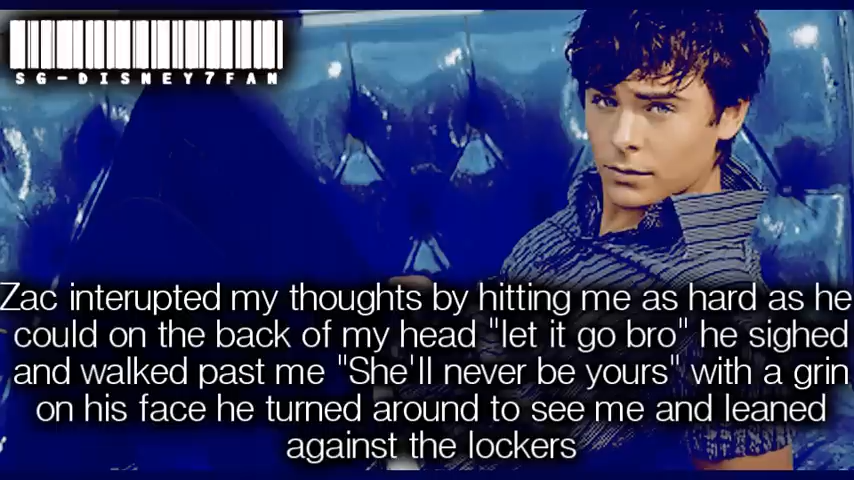 SG-DISNEY7FAN
Zac interupted my thoughts by hitting me as hard as he
could on the back of my head "let it go bro" he sighed
and walked past me "She'll never be yours" with a grin
on his face he turned around to see me and leaned
against the lockers